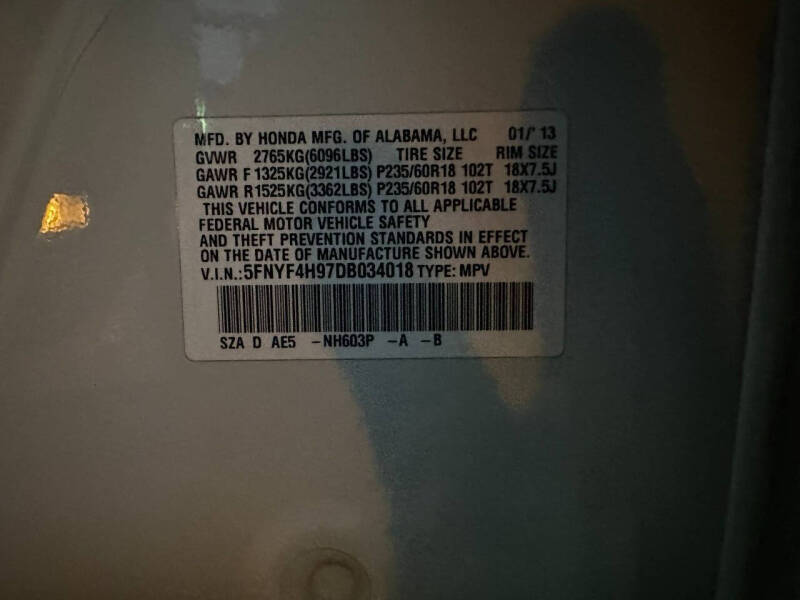 MFD. BY HONDA MFG. OF ALABAMA, LLC 01/'13
GVWR 2765KG(6096LBS) TIRE SIZE RIM SIZE
GAWR F 1325KG(2921LBS) P235/60R18 102T 18X7.5J
GAWR R 1525KG(3362LBS) P235/60R18 102T 18X7.5J
THIS VEHICLE CONFORMS TO ALL APPLICABLE
FEDERAL MOTOR VEHICLE SAFETY
AND THEFT PREVENTION STANDARDS IN EFFECT
ON THE DATE OF MANUFACTURE SHOWN ABOVE.
V.I.N.:5FNYF4H97DB034018 TYPE: MPV
SZA D AE5 -NH603P -A -B